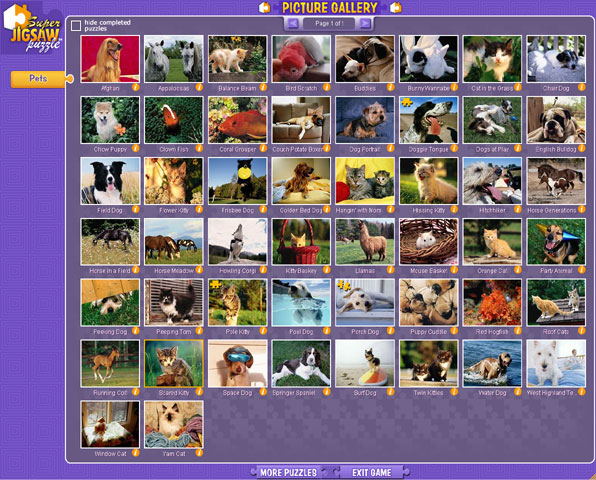 Super
JIGSAW
puzzle
PICTURE GALLERY
hide completed
puzzles
Page 1 of 1
Pets
Afghan
Appaloosas
Balance Beam
Bird Scratch
Buddies
Bunny Wannabe
Cat in the Grass
Chair Dog
Chow Puppy
Clown Fish
Coral Grouper
Couch Potato Boxer
Dog Portrait
Doggie Tongue
Dogs at Play
English Bulldog
Field Dog
Flower Kitty
Frisbee Dog
Golden Bed Dog
Hangin' with Mom
Hissing Kitty
Hitchhiker
Horse Generations
Horse in a Field
Horse Meadow
Howling Corgi
Kitty Basket
Llamas
Mouse Basket
Orange Cat
Party Animal
Peeking Dog
Peeping Tom
Pole Kitty
Pool Dog
Porch Dog
Puppy Cuddle
Red Hogfish
Roof Cats
Running Colt
Scared Kitty
Space Dog
Springer Spaniel
Surf Dog
Twin Kitties
Water Dog
West Highland Te...
Window Cat
Yarn Cat
MORE PUZZLES
EXIT GAME